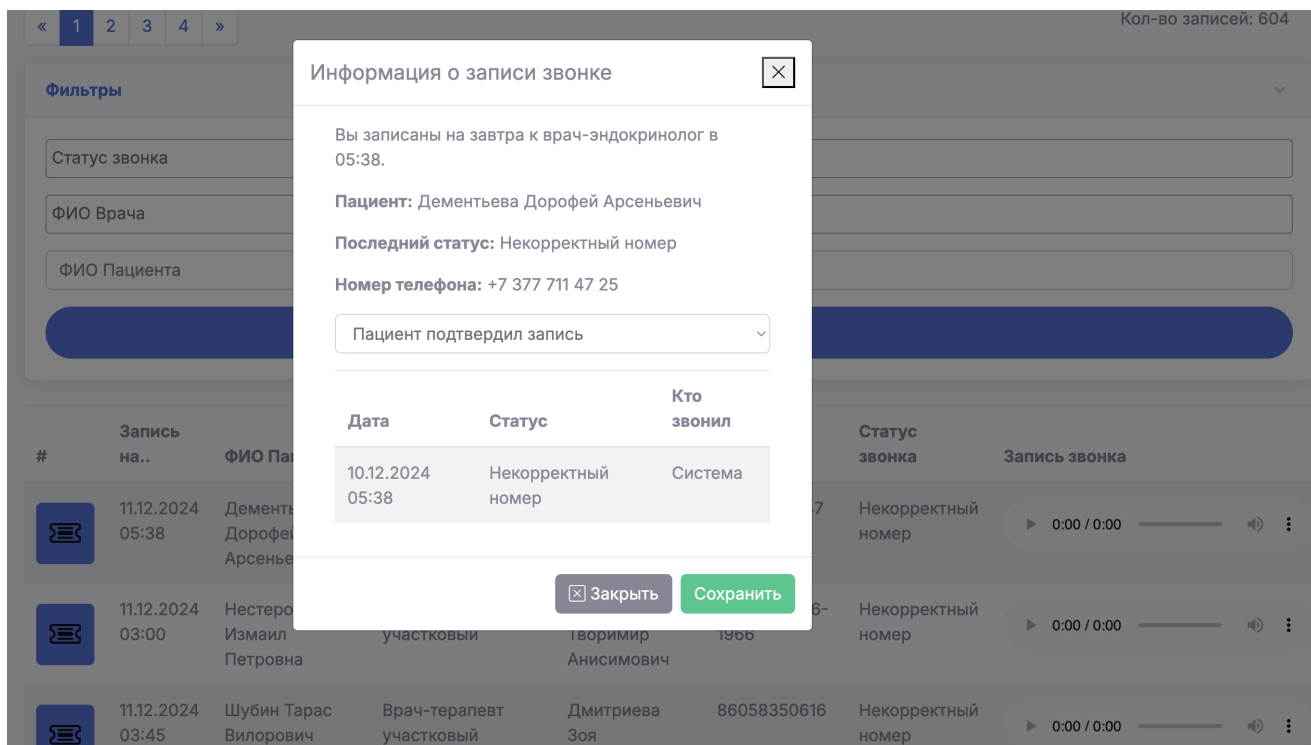 « 1 2 3 4 »
Кол-во записей: 604
Информация о записи звонке
Фильтры
Вы записаны на завтра к врач-эндокринолог в
05:38.
Статус звонка
Пациент: Дементьева Дорофей Арсеньевич
ФИО Врача
Последний статус: Некорректный номер
ФИО Пациента
Номер телефона: +7 377 711 47 25
Пациент подтвердил запись
Дата Статус Кто
звонил
10.12.2024 Некорректный Система
05:38 номер
Закрыть Сохранить
# Запись
на.. Статус
звонка Запись звонка
11.12.2024 Некорректный
05:38 номер 0:00 / 0:00
11.12.2024 Некорректный
03:00 Измаил участковый Творимир 1966 номер 0:00 / 0:00
Петровна Анисимович
11.12.2024 Шубин Тарас Врач-терапевт Дмитриева 86058350616 Некорректный
03:45 Вилорович участковый Зоя номер 0:00 / 0:00